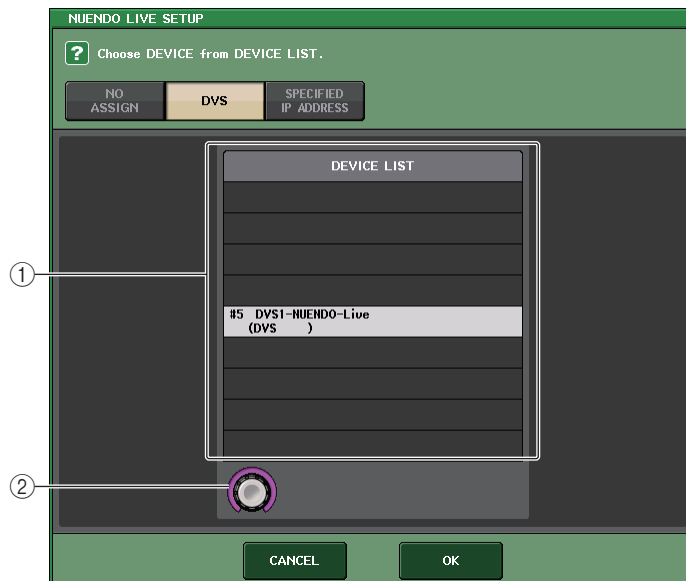 NUENDO LIVE SETUP
? Choose DEVICE from DEVICE LIST.
NO
ASSIGN
DVS
SPECIFIED
IP ADDRESS
DEVICE LIST
1
#5 DVS1-NUENDO-Live
(DVS )
2
CANCEL
OK